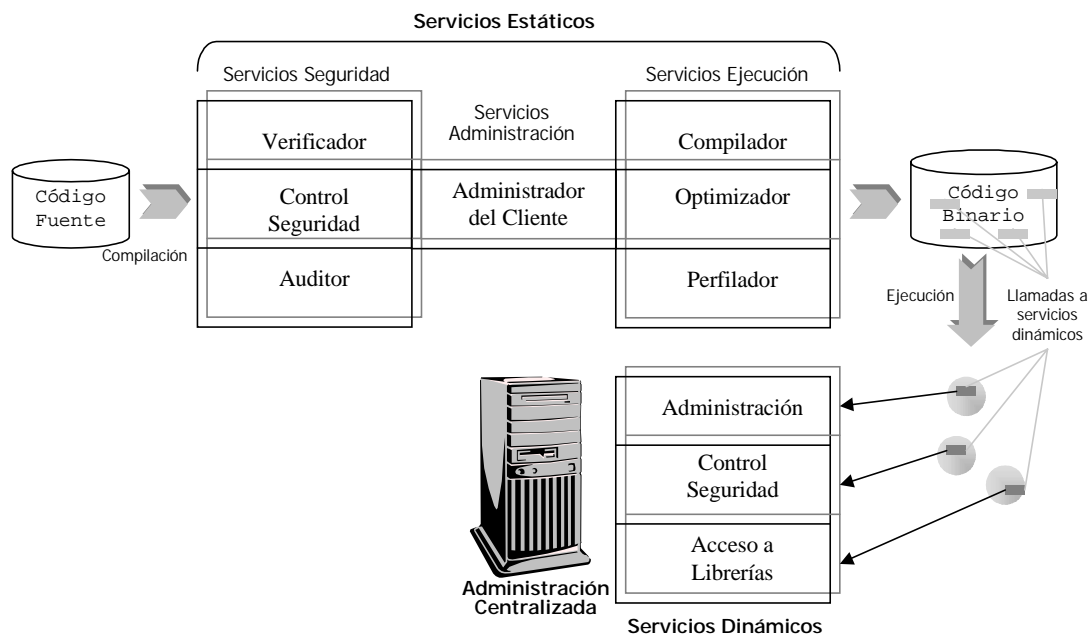 Servicios Estáticos
Servicios Seguridad
Servicios
Administración
Servicios Ejecución
Verificador
Compilador
Código
Fuente
Control
Seguridad
Administrador
del Cliente
Optimizador
Código
Binario
Compilación
Auditor
Perfilador
Ejecución
Llamadas a
servicios
dinámicos
Administración
Control
Seguridad
Acceso a
Librerías
Administración
Centralizada
Servicios Dinámicos